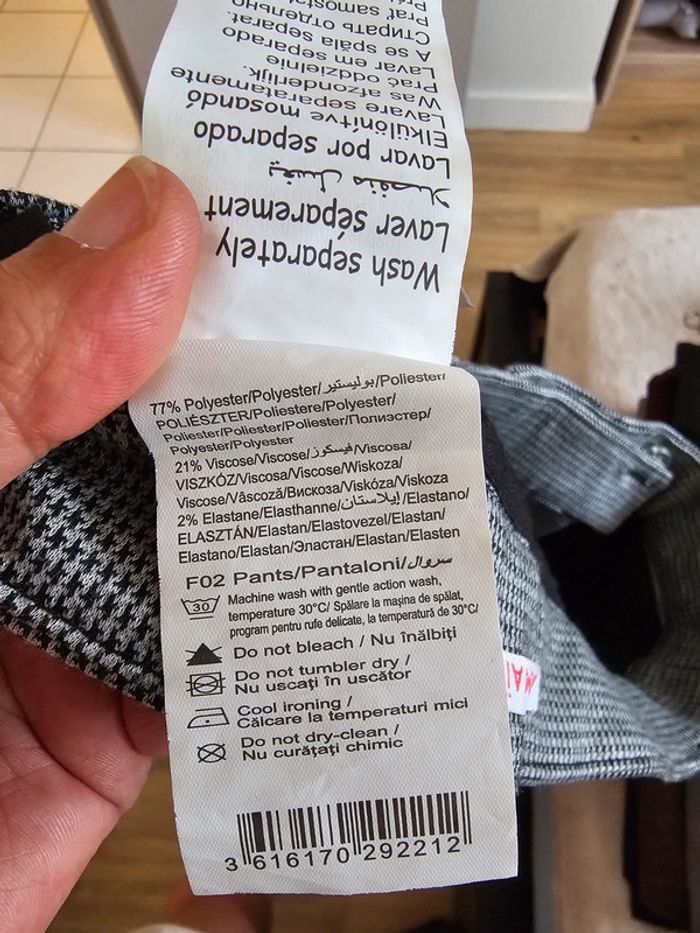 Wash separately
Laver séparement
يغسل منفصلا
Lavar por separado
Elkülönítve mosandó
Lavare separatamente
Was afzonderlijk.
Prać oddzielnie
Lavar em separado
A se spăla separat.
Стирать отдельно
Prať samostat
77% Polyester/Polyester/بوليستير/Poliester/
POLIÉSZTER/Poliestere/Polyester/
Poliester/Poliester/Poliester/Полиэстер/
Polyester/Polyester
21% Viscose/Viscose/فيسكوز/Viscosa/
VISZKÓZ/Viscosa/Viscose/Wiskoza/
Viscose/Vâscoză/Вискоза/Viskóza/Viskoza
2% Elastane/Elasthanne/إيلاستان/Elastano/
ELASZTÁN/Elastan/Elastovezel/Elastan/
Elastano/Elastan/Эластан/Elastan/Elasten
F02 Pants/Pantaloni/سروال
30 Machine wash with gentle action wash,
temperature 30°C/ Spălare la mașina de spălat,
program pentru rufe delicate, la temperatură de 30°C/
Do not bleach / Nu înălbiți
Do not tumbler dry /
Nu uscați în uscător
Cool ironing /
Călcare la temperaturi mici
Do not dry-clean /
Nu curățați chimic
3 616170 292212